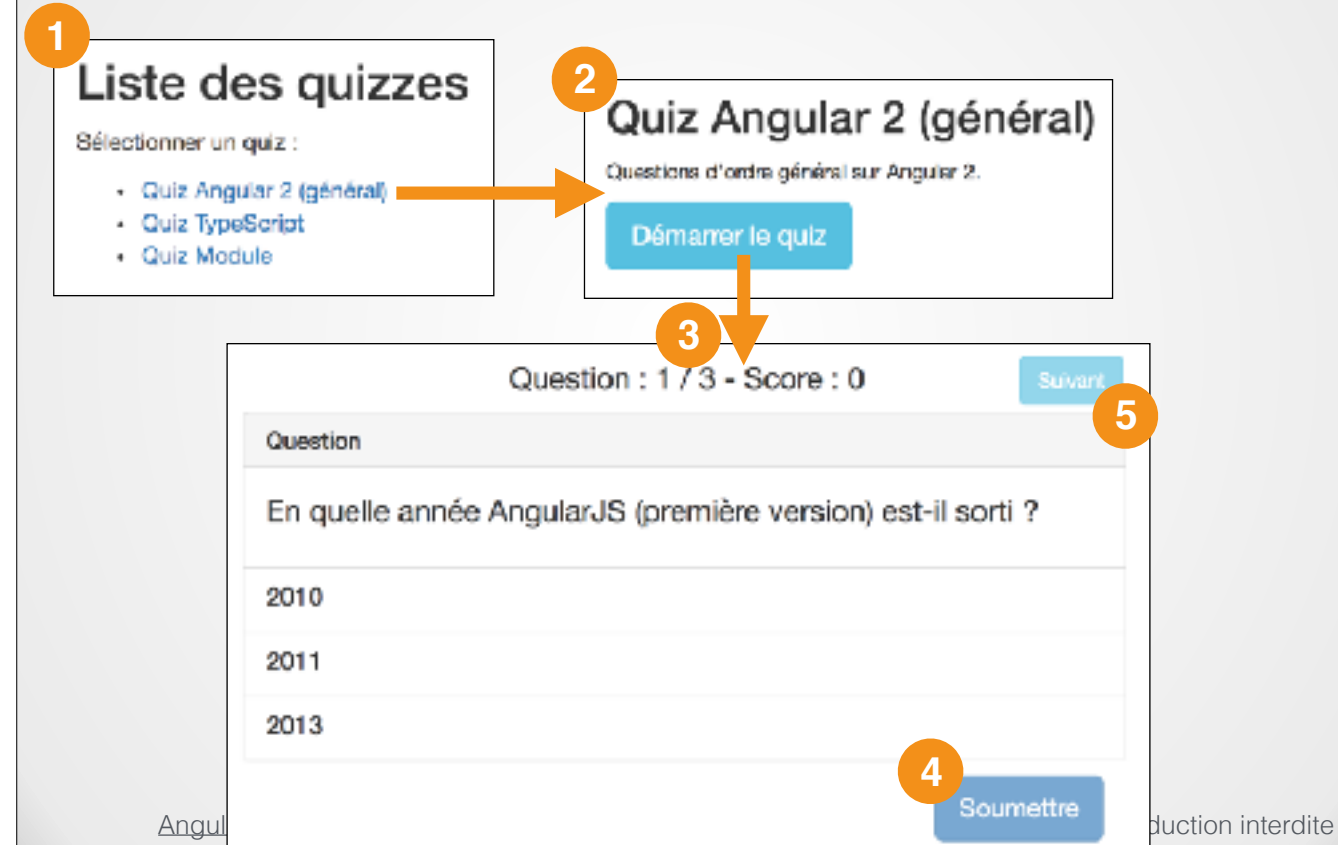 1
Liste des quizzes
Sélectionner un quiz :
• Quiz Angular 2 (général)
• Quiz TypeScript
• Quiz Module
2
Quiz Angular 2 (général)
Questions d'ordre général sur Angular 2.
Démarrer le quiz
3
Question : 1 / 3 - Score : 0
Suivant
5
Question
En quelle année AngularJS (première version) est-il sorti ?
2010
2011
2013
4
Soumettre
Angul
duction interdite